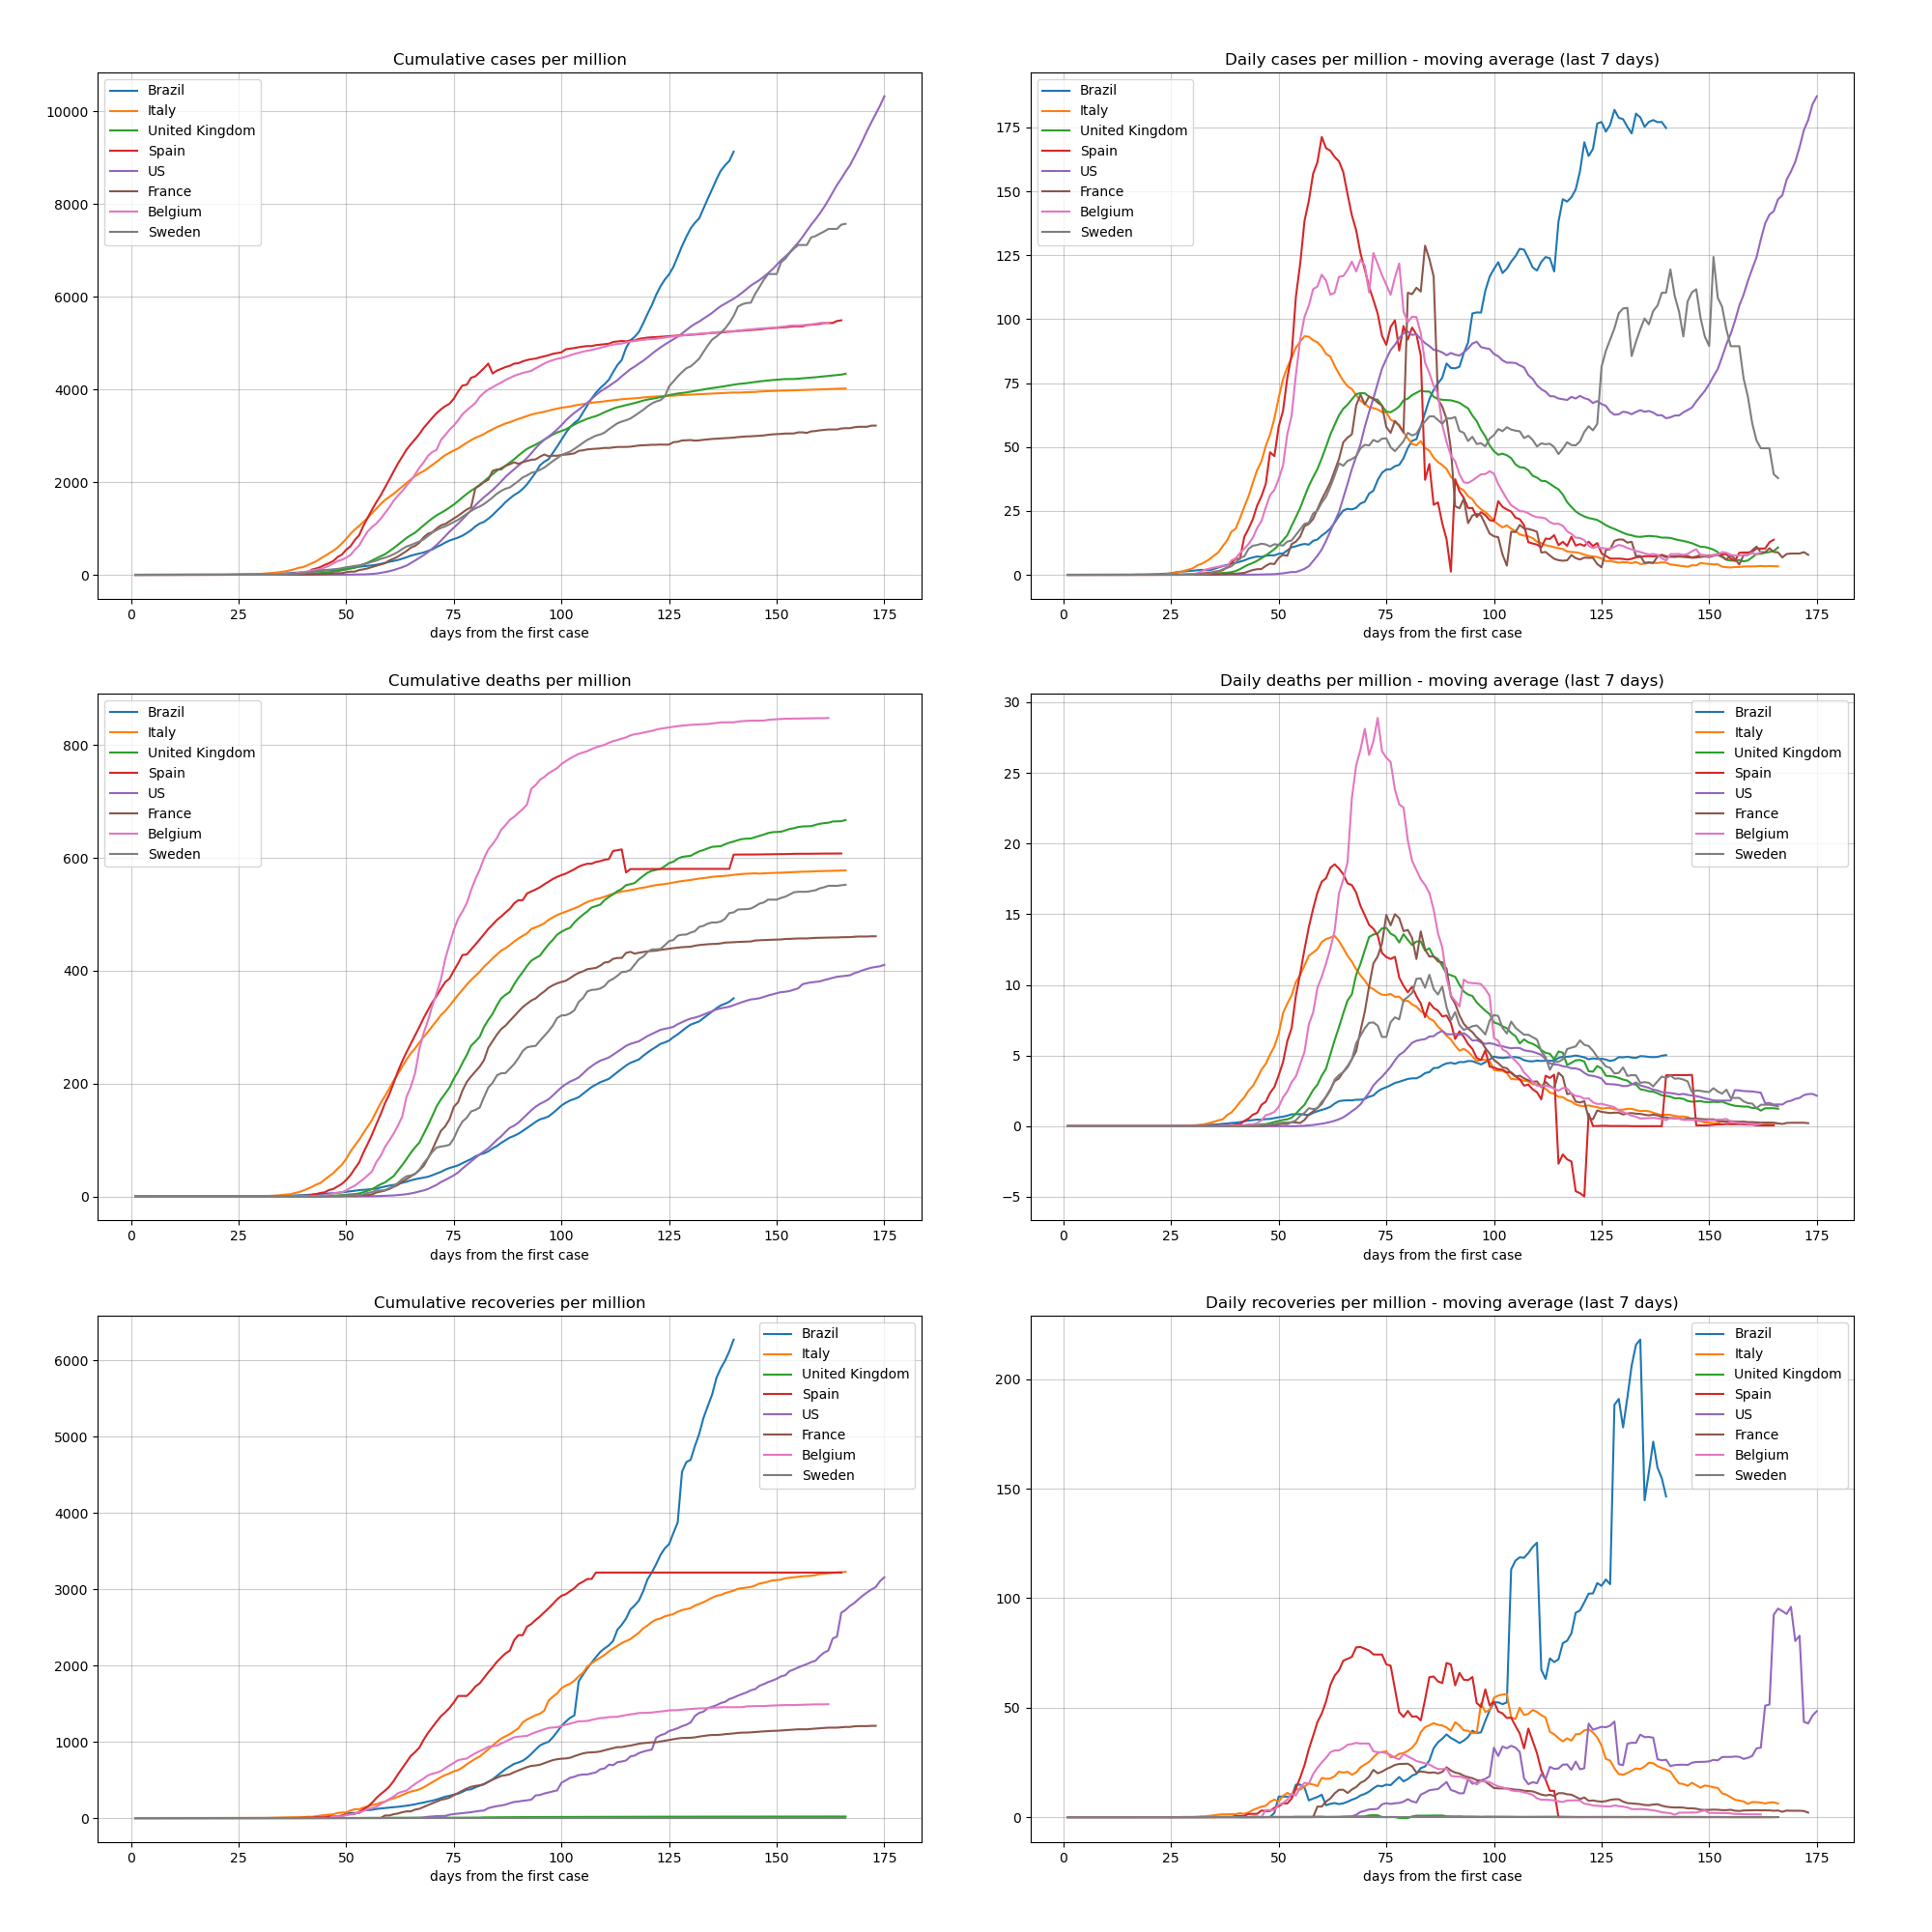 Cumulative cases per million
10000
8000
6000
4000
2000
0
Brazil
Italy
United Kingdom
Spain
US
France
Belgium
Sweden
0 25 50 75 100 125 150 175
days from the first case
Daily cases per million - moving average (last 7 days)
175
150
125
100
75
50
25
0
Brazil
Italy
United Kingdom
Spain
US
France
Belgium
Sweden
0 25 50 75 100 125 150 175
days from the first case
Cumulative deaths per million
800
600
400
200
0
Brazil
Italy
United Kingdom
Spain
US
France
Belgium
Sweden
0 25 50 75 100 125 150 175
days from the first case
Daily deaths per million - moving average (last 7 days)
30
25
20
15
10
5
0
−5
Brazil
Italy
United Kingdom
Spain
US
France
Belgium
Sweden
0 25 50 75 100 125 150 175
days from the first case
Cumulative recoveries per million
6000
5000
4000
3000
2000
1000
0
Brazil
Italy
United Kingdom
Spain
US
France
Belgium
Sweden
0 25 50 75 100 125 150 175
days from the first case
Daily recoveries per million - moving average (last 7 days)
200
150
100
50
0
Brazil
Italy
United Kingdom
Spain
US
France
Belgium
Sweden
0 25 50 75 100 125 150 175
days from the first case